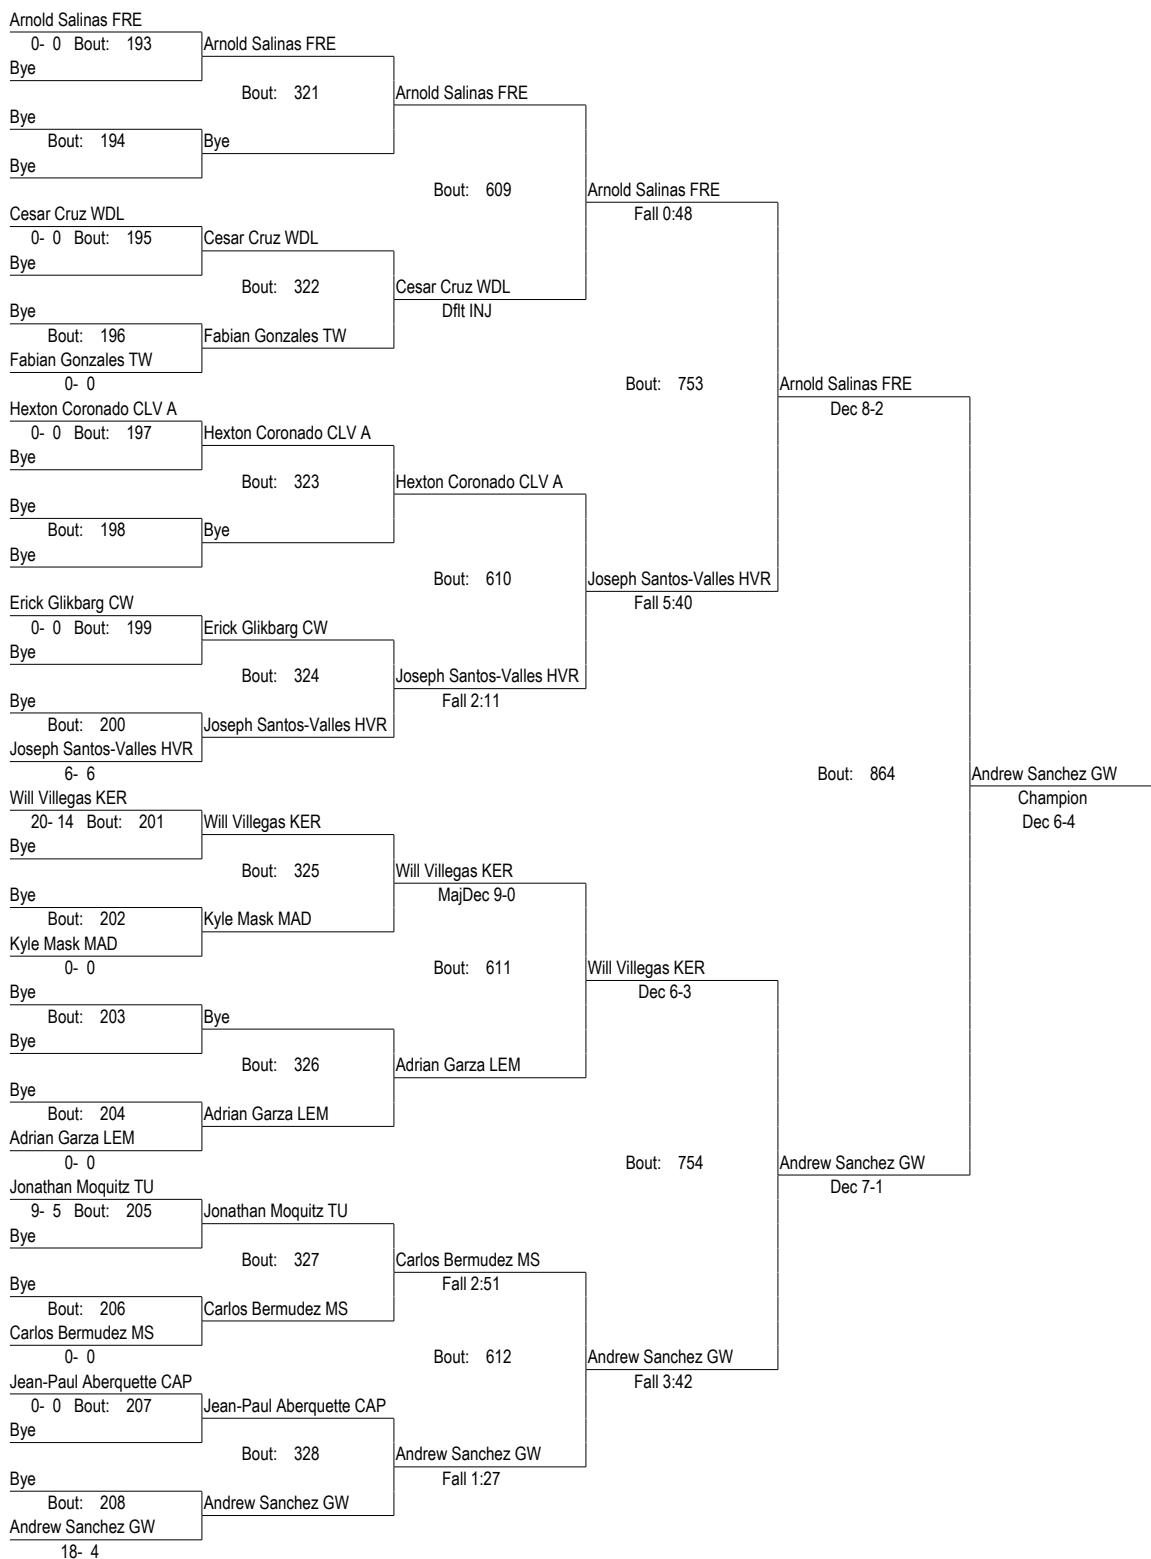 Arnold Salinas FRE
0- 0 Bout: 193 Arnold Salinas FRE
Bye
Bout: 321 Arnold Salinas FRE
Bye
Bout: 194 Bye
Bye
Bout: 609 Arnold Salinas FRE
Cesar Cruz WDL Fall 0:48
0- 0 Bout: 195 Cesar Cruz WDL
Bye
Bout: 322 Cesar Cruz WDL
Bye Dflt INJ
Bout: 196 Fabian Gonzales TW
Fabian Gonzales TW
0- 0 Bout: 753 Arnold Salinas FRE
Hexton Coronado CLV A Dec 8-2
0- 0 Bout: 197 Hexton Coronado CLV A
Bye
Bout: 323 Hexton Coronado CLV A
Bye
Bout: 198 Bye
Bye
Bout: 610 Joseph Santos-Valles HVR
Erick Glikbarg CW Fall 5:40
0- 0 Bout: 199 Erick Glikbarg CW
Bye
Bout: 324 Joseph Santos-Valles HVR
Bye Fall 2:11
Bout: 200 Joseph Santos-Valles HVR
Joseph Santos-Valles HVR
6- 6 Bout: 864 Andrew Sanchez GW
Will Villegas KER Champion
20- 14 Bout: 201 Will Villegas KER Dec 6-4
Bye
Bout: 325 Will Villegas KER
Bye MajDec 9-0
Bout: 202 Kyle Mask MAD
Kyle Mask MAD
0- 0 Bout: 611 Will Villegas KER
Bye Dec 6-3
Bout: 203 Bye
Bye
Bout: 326 Adrian Garza LEM
Bye
Bout: 204 Adrian Garza LEM
Adrian Garza LEM
0- 0 Bout: 754 Andrew Sanchez GW
Jonathan Moquitz TU Dec 7-1
9- 5 Bout: 205 Jonathan Moquitz TU
Bye
Bout: 327 Carlos Bermudez MS
Bye Fall 2:51
Bout: 206 Carlos Bermudez MS
Carlos Bermudez MS
0- 0 Bout: 612 Andrew Sanchez GW
Jean-Paul Aberquette CAP Fall 3:42
0- 0 Bout: 207 Jean-Paul Aberquette CAP
Bye
Bout: 328 Andrew Sanchez GW
Bye Fall 1:27
Bout: 208 Andrew Sanchez GW
Andrew Sanchez GW
18- 4